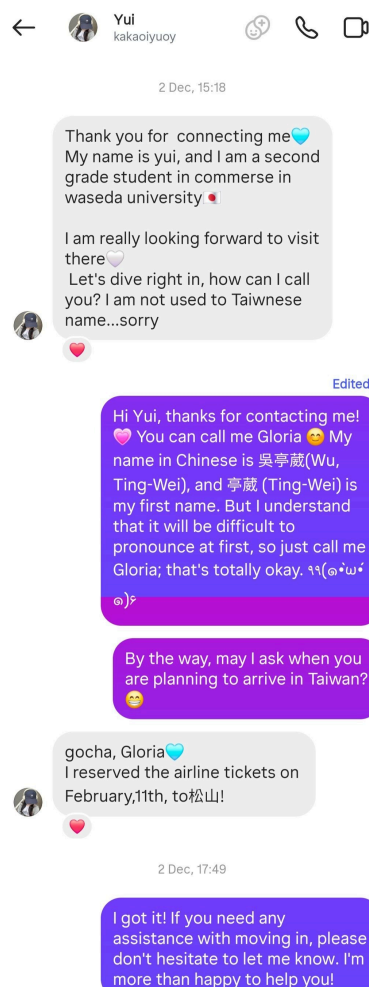 Yui
kakaoiyuoy
2 Dec, 15:18
Thank you for  connecting me🩵
My name is yui, and I am a second
grade student in commerse in
waseda university🇯🇵
I am really looking forward to visit
there🤍
Let's dive right in, how can I call
you? I am not used to Taiwnese
name...sorry
Edited
Hi Yui, thanks for contacting me!
🩷 You can call me Gloria 😊 My
name in Chinese is 吳亭葳(Wu,
Ting-Wei), and 亭葳 (Ting-Wei) is
my first name. But I understand
that it will be difficult to
pronounce at first, so just call me
Gloria; that's totally okay. ९९(๑•̀ω•́
๑)۶
By the way, may I ask when you
are planning to arrive in Taiwan?
😁
gocha, Gloria🩵
I reserved the airline tickets on
February,11th, to松山!
2 Dec, 17:49
I got it! If you need any
assistance with moving in, please
don't hesitate to let me know. I'm
more than happy to help you!